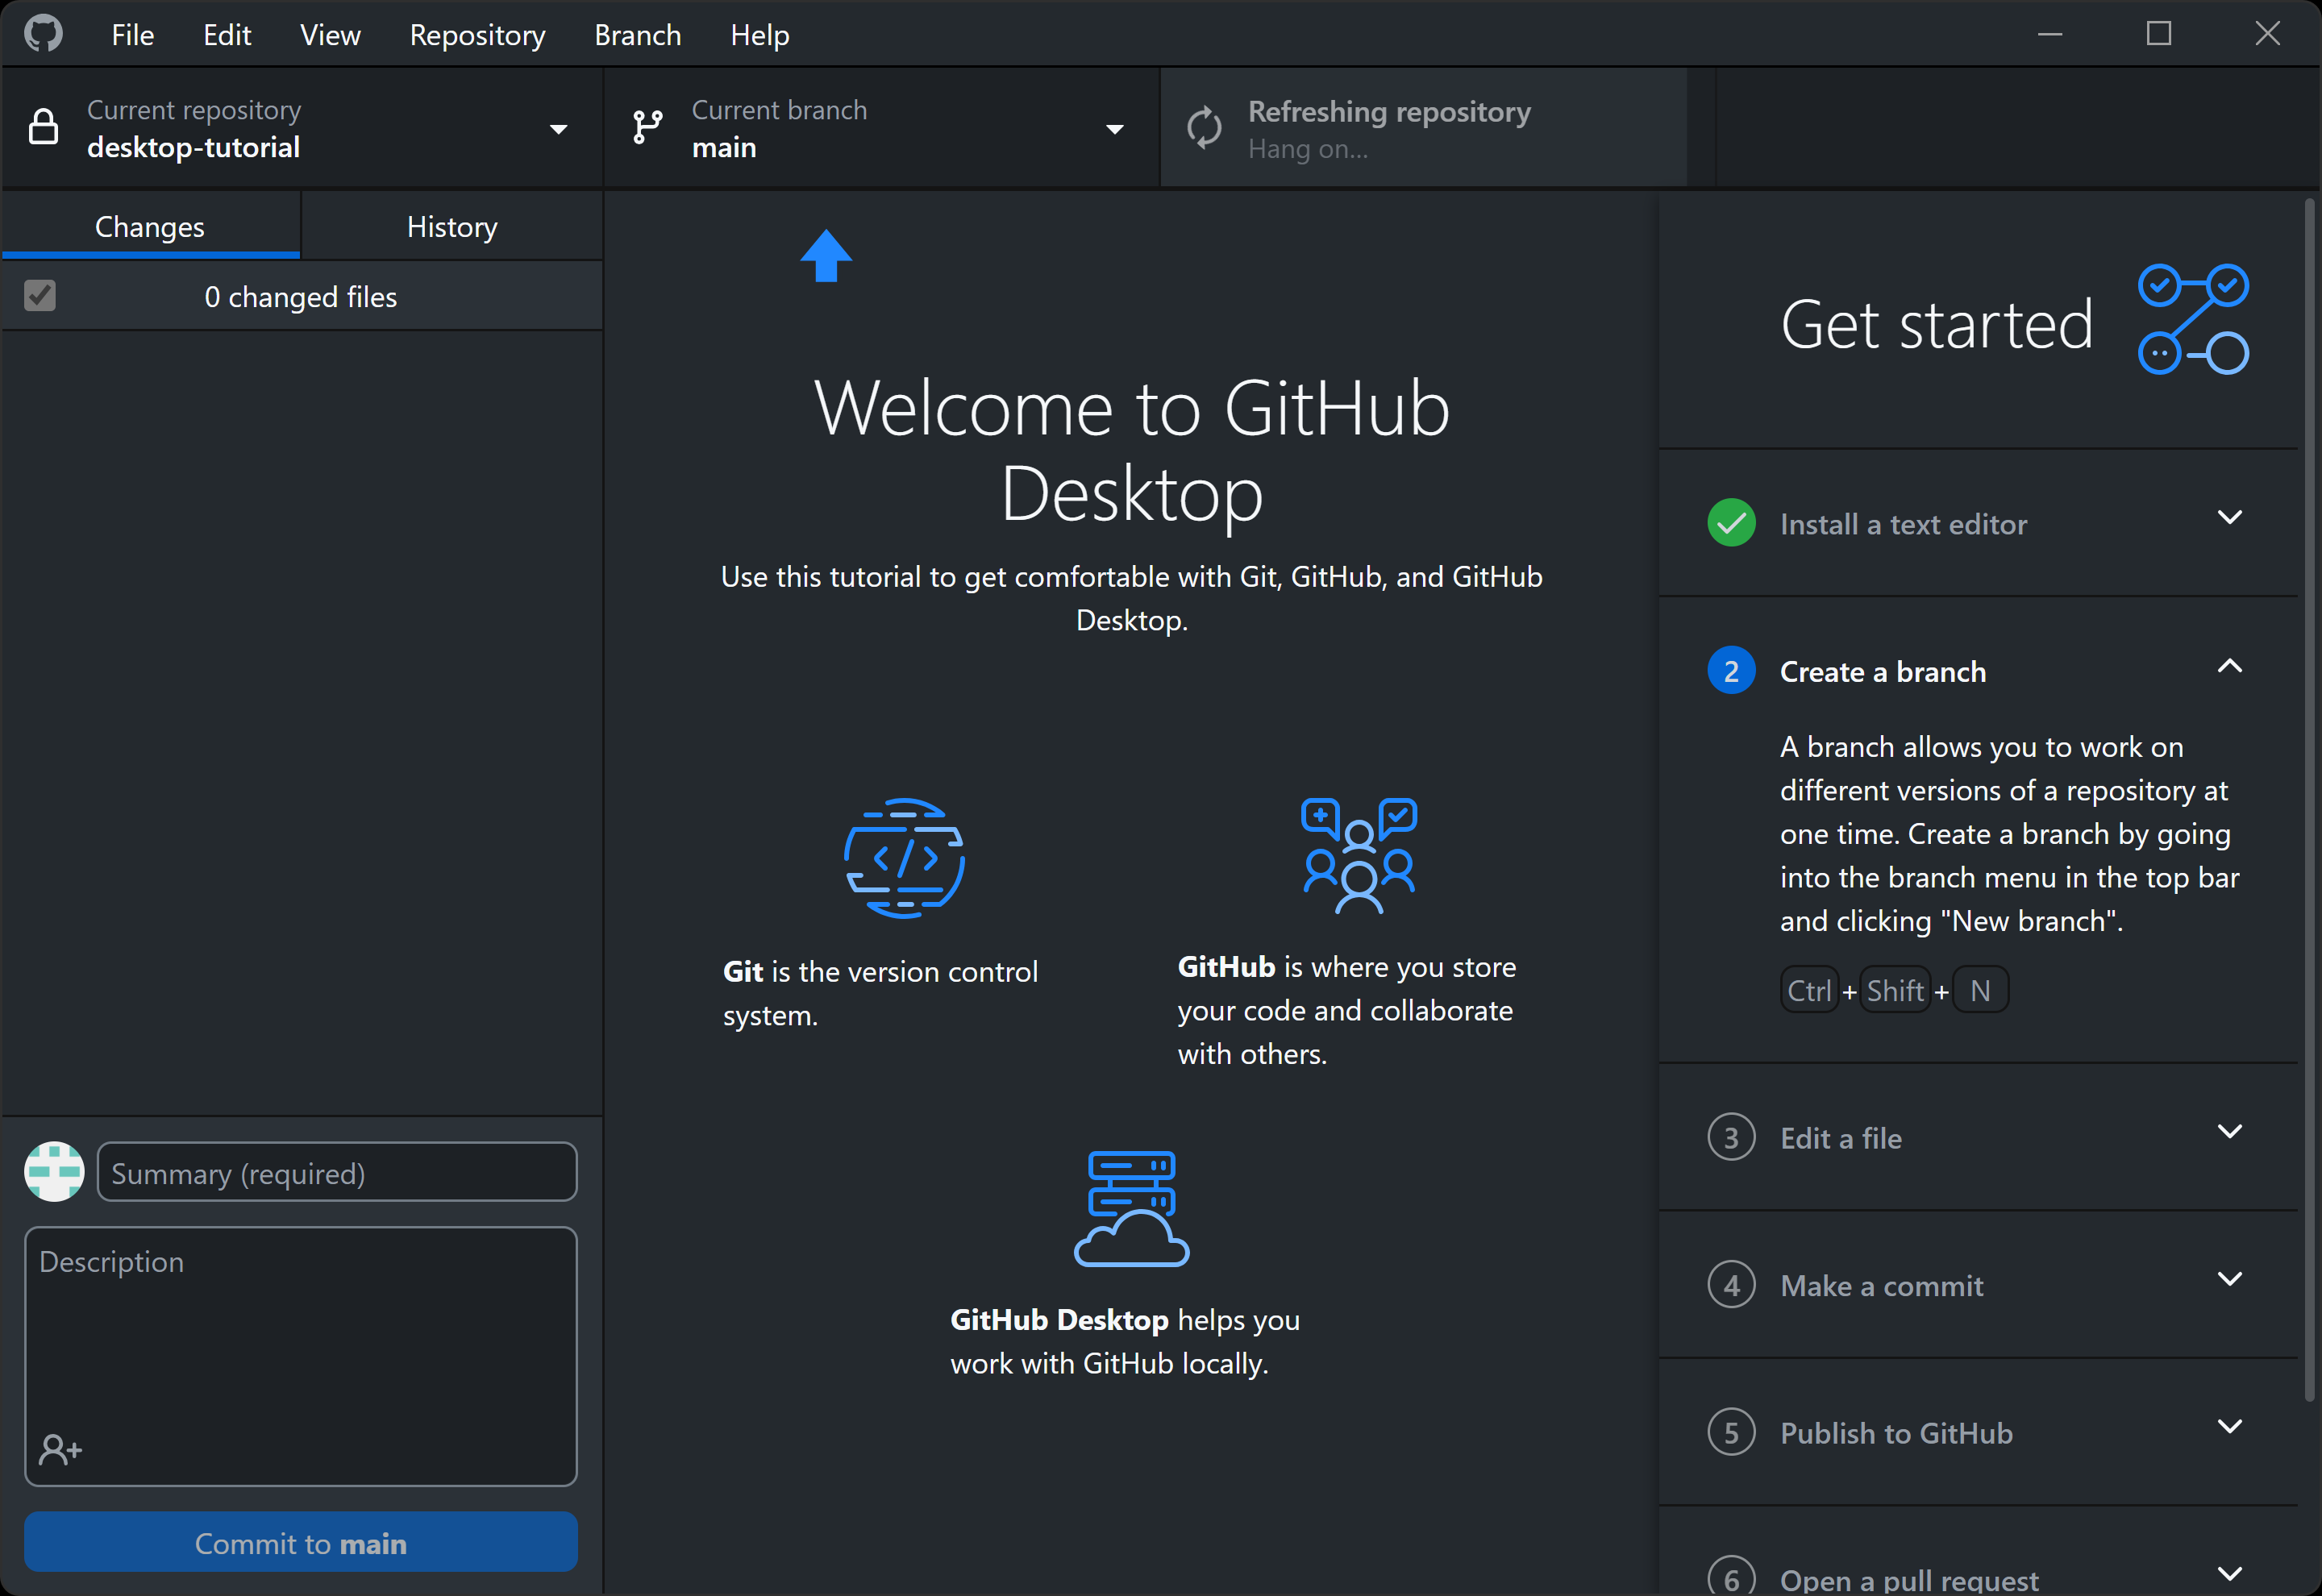 File Edit View Repository Branch Help
Current repository
desktop-tutorial
Current branch
main
Refreshing repository
Hang on...
Changes
History
0 changed files
Summary (required)
Description
Commit to main
Welcome to GitHub
Desktop
Use this tutorial to get comfortable with Git, GitHub, and GitHub
Desktop.
Git is the version control
system.
GitHub is where you store
your code and collaborate
with others.
GitHub Desktop helps you
work with GitHub locally.
Get started
Install a text editor
2 Create a branch
A branch allows you to work on
different versions of a repository at
one time. Create a branch by going
into the branch menu in the top bar
and clicking "New branch".
Ctrl + Shift + N
3 Edit a file
4 Make a commit
5 Publish to GitHub
6 Open a pull request